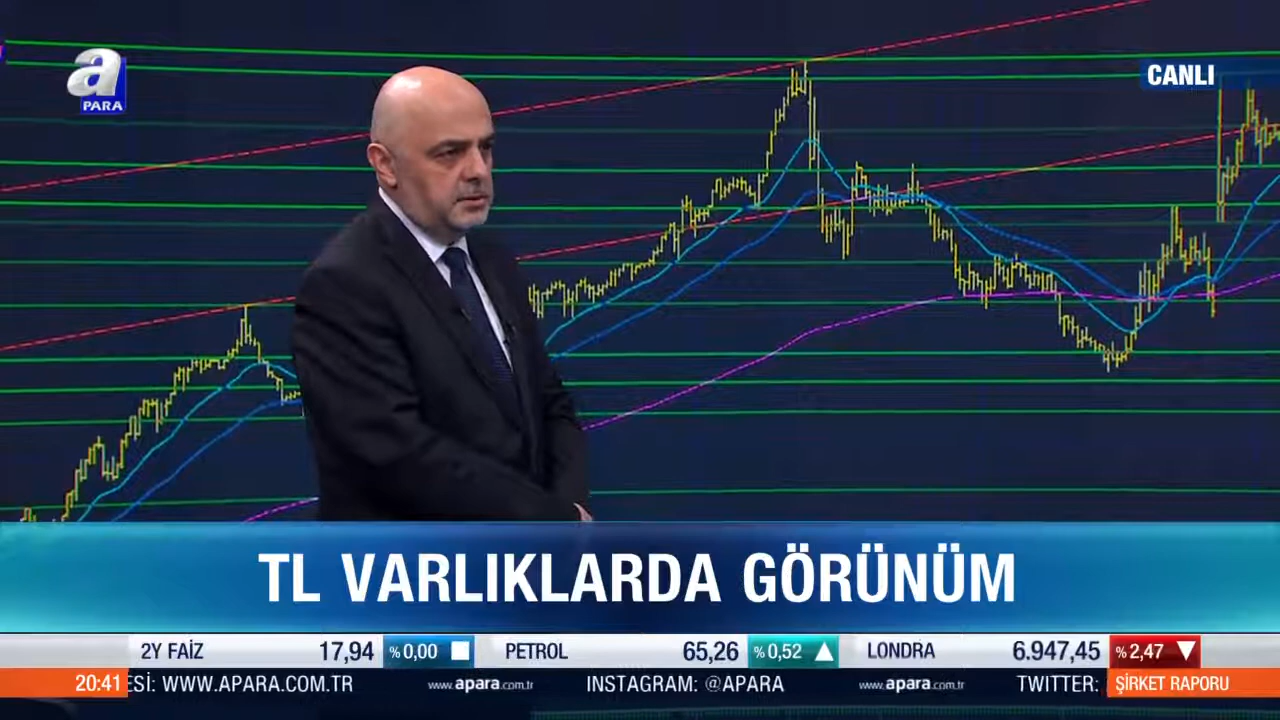 a
PARA
CANLI
TL VARLIKLARDA GÖRÜNÜM
2Y FAİZ 17,94 %0,00 PETROL 65,26 %0,52 LONDRA 6.947,45 %2,47
20:41 ESİ: WWW.APARA.COM.TR www.apara.com.tr INSTAGRAM: @APARA www.apara.com.tr TWITTER: ŞİRKET RAPORU